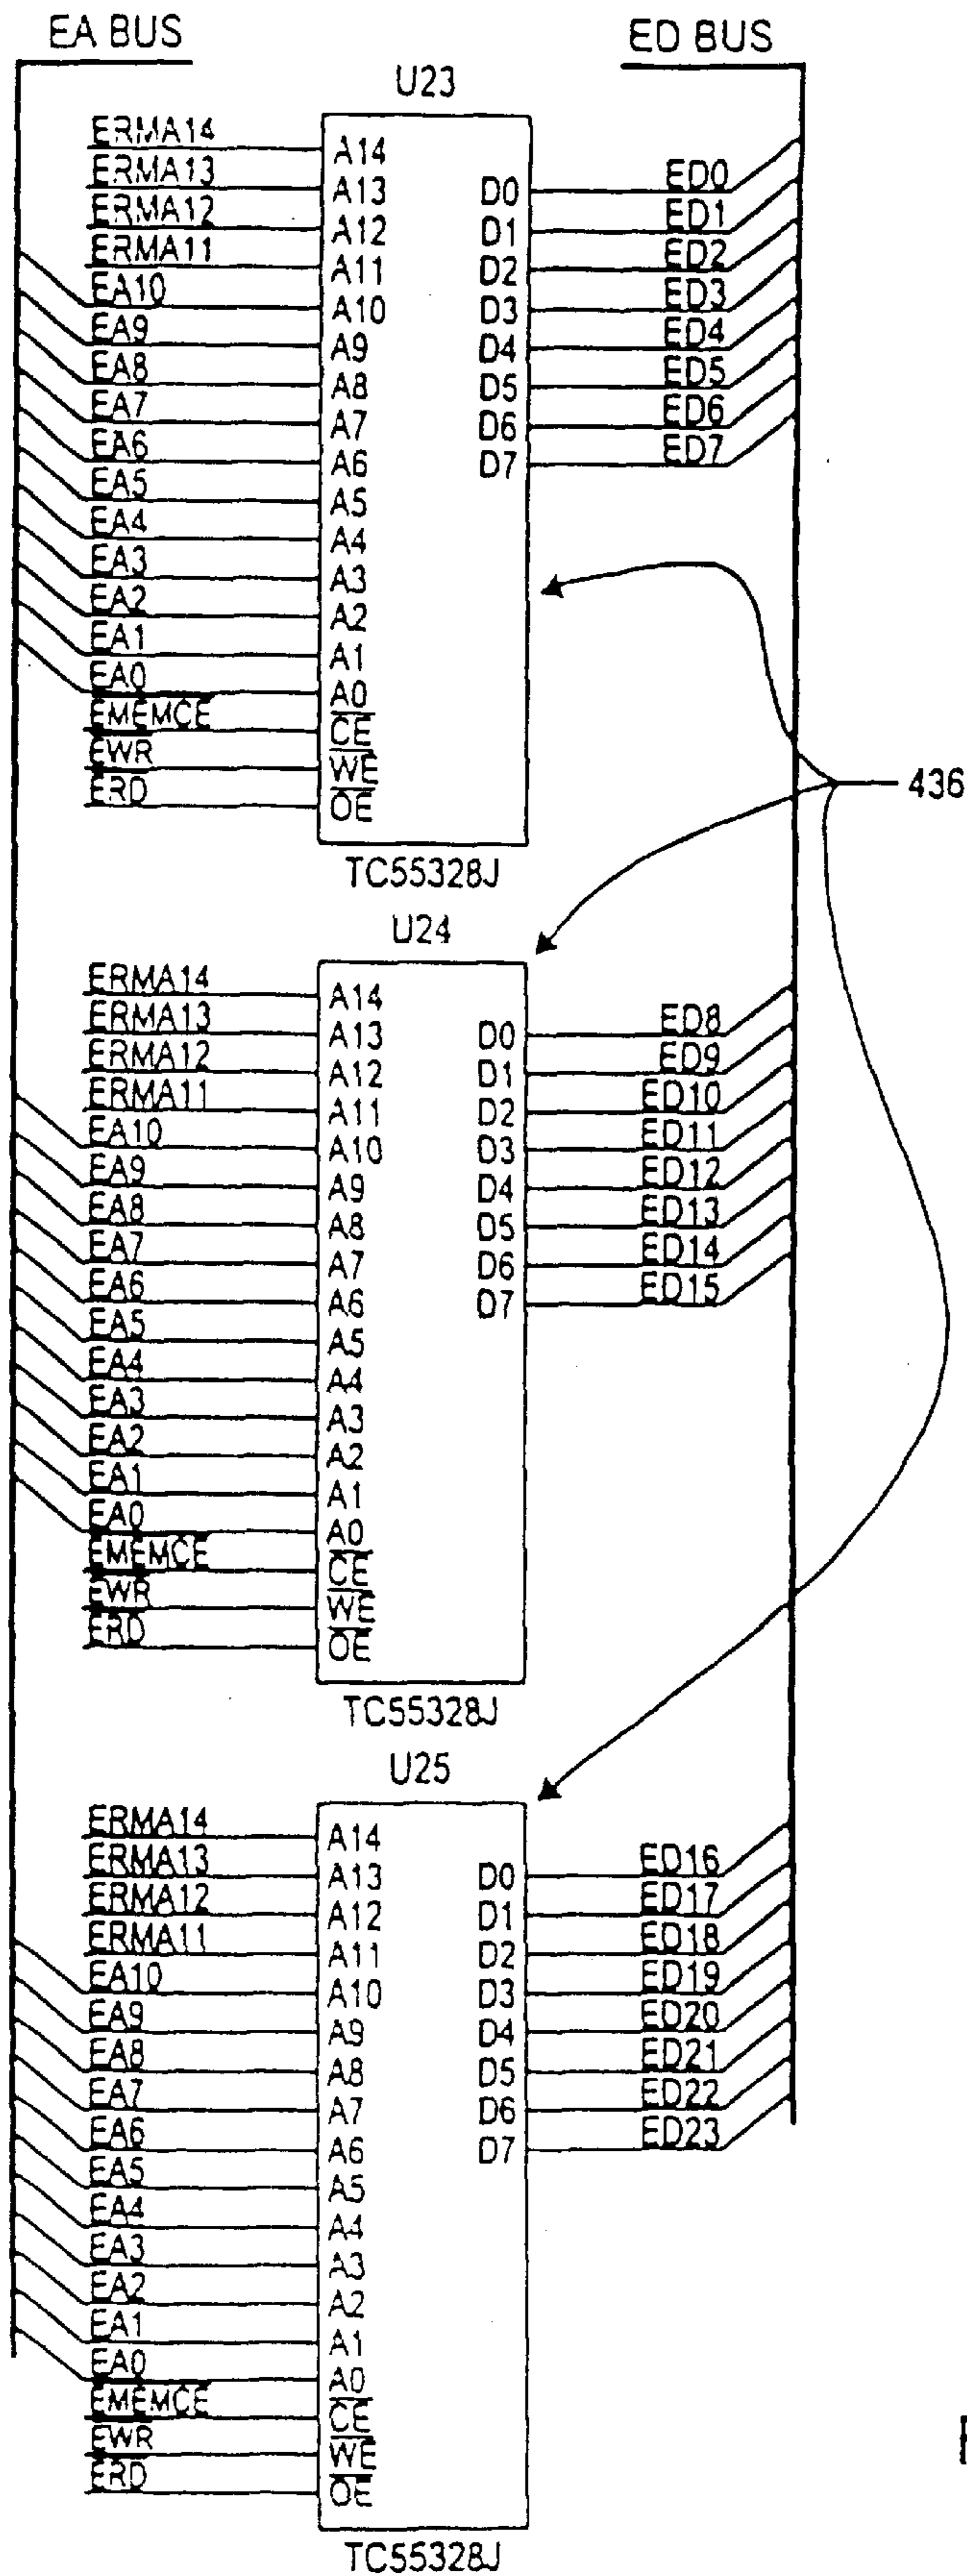 EA BUS
ED BUS
U23
ERMA14 A14
ERMA13 A13 D0 ED0
ERMA12 A12 D1 ED1
ERMA11 A11 D2 ED2
EA10 A10 D3 ED3
EA9 A9 D4 ED4
EA8 A8 D5 ED5
EA7 A7 D6 ED6
EA6 A6 D7 ED7
EA5 A5
EA4 A4
EA3 A3
EA2 A2
EA1 A1
EA0 A0
EMEMCE CE
EWR WE
ERD OE
436
TC55328J
U24
ERMA14 A14
ERMA13 A13 D0 ED8
ERMA12 A12 D1 ED9
ERMA11 A11 D2 ED10
EA10 A10 D3 ED11
EA9 A9 D4 ED12
EA8 A8 D5 ED13
EA7 A7 D6 ED14
EA6 A6 D7 ED15
EA5 A5
EA4 A4
EA3 A3
EA2 A2
EA1 A1
EA0 A0
EMEMCE CE
EWR WE
ERD OE
TC55328J
U25
ERMA14 A14
ERMA13 A13 D0 ED16
ERMA12 A12 D1 ED17
ERMA11 A11 D2 ED18
EA10 A10 D3 ED19
EA9 A9 D4 ED20
EA8 A8 D5 ED21
EA7 A7 D6 ED22
EA6 A6 D7 ED23
EA5 A5
EA4 A4
EA3 A3
EA2 A2
EA1 A1
EA0 A0
EMEMCE CE
EWR WE
ERD OE
TC55328J